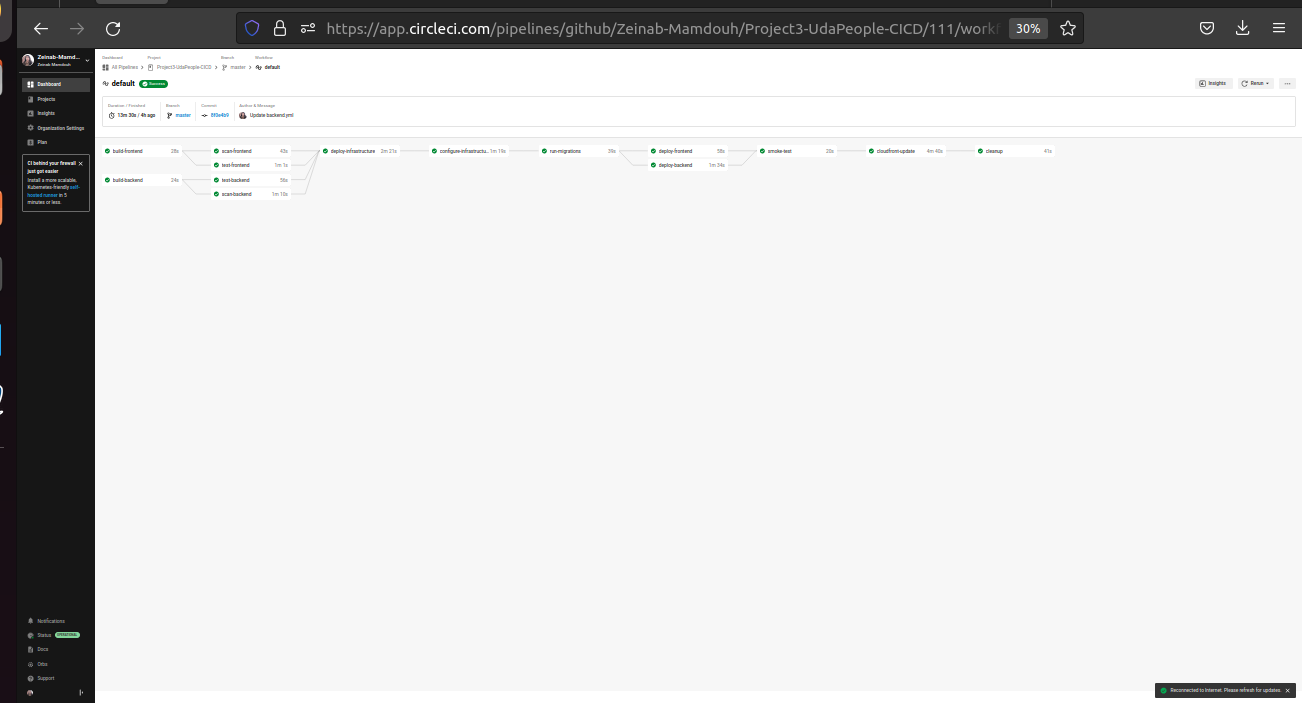 https://app.circleci.com/pipelines/github/Zeinab-Mamdouh/Project3-UdaPeople-CICD/111/workf
30%
Zeinab-Mamd...
Zeinab Mamdouh
Dashboard
Projects
Insights
Organization Settings
Plan
CI behind your firewall
just got easier
Install a more scalable,
Kubernetes-friendly self-
hosted runner in 5
minutes or less.
Notifications
Status OPERATIONAL
Docs
Orbs
Support
Dashboard Project Branch Workflow
All Pipelines Project3-UdaPeople-CICD master default
default Success
Insights Rerun
Duration / Finished Branch Commit Author & Message
13m 30s / 4h ago master 8f0e4b9 Update backend.yml
build-frontend 28s scan-frontend 43s deploy-infrastructure 2m 21s configure-infrastructu... 1m 19s run-migrations 39s deploy-frontend 58s smoke-test 20s cloudfront-update 4m 40s cleanup 41s
test-frontend 1m 1s deploy-backend 1m 34s
build-backend 24s test-backend 56s
scan-backend 1m 10s
Reconnected to Internet. Please refresh for updates.